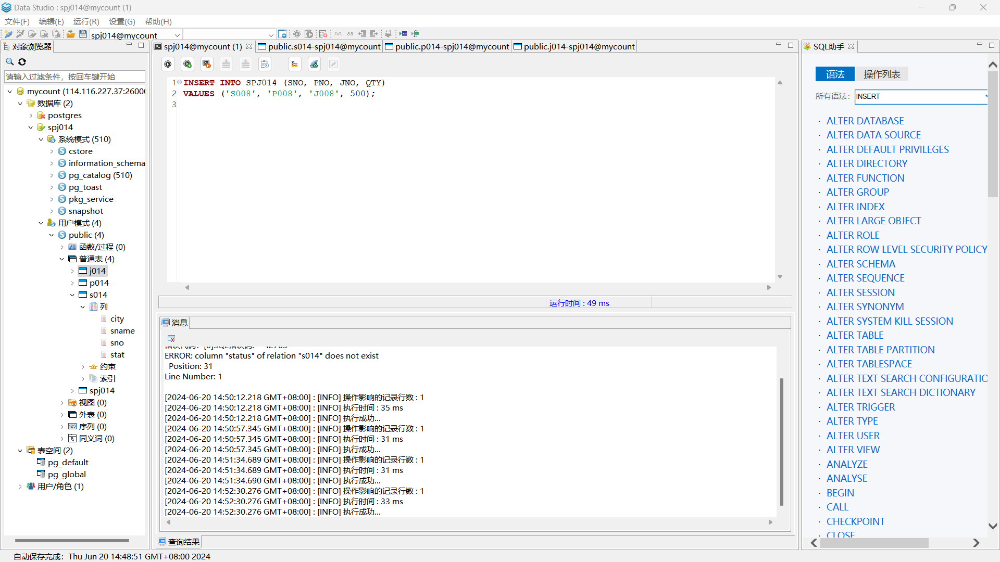 Data Studio : spj014@mycount (1)
文件(F) 编辑(E) 运行(R) 设置(G) 帮助(H)
spj014@mycount
对象浏览器
请输入过滤条件，按回车键开始
mycount (114.116.227.37:26000
数据库 (2)
postgres
spj014
系统模式 (510)
cstore
information_schema
pg_catalog (510)
pg_toast
pkg_service
snapshot
用户模式 (4)
public (4)
函数/过程 (0)
普通表 (4)
j014
p014
s014
列
city
sname
sno
stat
约束
索引
spj014
视图 (0)
外表 (0)
序列 (0)
同义词 (0)
表空间 (2)
pg_default
pg_global
用户/角色 (1)
spj014@mycount (1) public.s014-spj014@mycount public.p014-spj014@mycount public.j014-spj014@mycount
1 INSERT INTO SPJ014 (SNO, PNO, JNO, QTY)
2 VALUES ('S008', 'P008', 'J008', 500);
3
运行时间 : 49 ms
消息
ERROR: column "status" of relation "s014" does not exist
Position: 31
Line Number: 1
[2024-06-20 14:50:12.218 GMT+08:00] : [INFO] 操作影响的记录行数 : 1
[2024-06-20 14:50:12.218 GMT+08:00] : [INFO] 执行时间 : 35 ms
[2024-06-20 14:50:12.218 GMT+08:00] : [INFO] 执行成功...
[2024-06-20 14:50:57.345 GMT+08:00] : [INFO] 操作影响的记录行数 : 1
[2024-06-20 14:50:57.345 GMT+08:00] : [INFO] 执行时间 : 31 ms
[2024-06-20 14:50:57.345 GMT+08:00] : [INFO] 执行成功...
[2024-06-20 14:51:34.689 GMT+08:00] : [INFO] 操作影响的记录行数 : 1
[2024-06-20 14:51:34.689 GMT+08:00] : [INFO] 执行时间 : 31 ms
[2024-06-20 14:51:34.690 GMT+08:00] : [INFO] 执行成功...
[2024-06-20 14:52:30.276 GMT+08:00] : [INFO] 操作影响的记录行数 : 1
[2024-06-20 14:52:30.276 GMT+08:00] : [INFO] 执行时间 : 33 ms
[2024-06-20 14:52:30.276 GMT+08:00] : [INFO] 执行成功...
查询结果
SQL助手
语法 操作列表
所有语法: INSERT
· ALTER DATABASE
· ALTER DATA SOURCE
· ALTER DEFAULT PRIVILEGES
· ALTER DIRECTORY
· ALTER FUNCTION
· ALTER GROUP
· ALTER INDEX
· ALTER LARGE OBJECT
· ALTER ROLE
· ALTER ROW LEVEL SECURITY POLICY
· ALTER SCHEMA
· ALTER SEQUENCE
· ALTER SESSION
· ALTER SYNONYM
· ALTER SYSTEM KILL SESSION
· ALTER TABLE
· ALTER TABLE PARTITION
· ALTER TABLESPACE
· ALTER TEXT SEARCH CONFIGURATIO
· ALTER TEXT SEARCH DICTIONARY
· ALTER TRIGGER
· ALTER TYPE
· ALTER USER
· ALTER VIEW
· ANALYZE
· ANALYSE
· BEGIN
· CALL
· CHECKPOINT
· CLOSE
自动保存完成：Thu Jun 20 14:48:51 GMT+08:00 2024